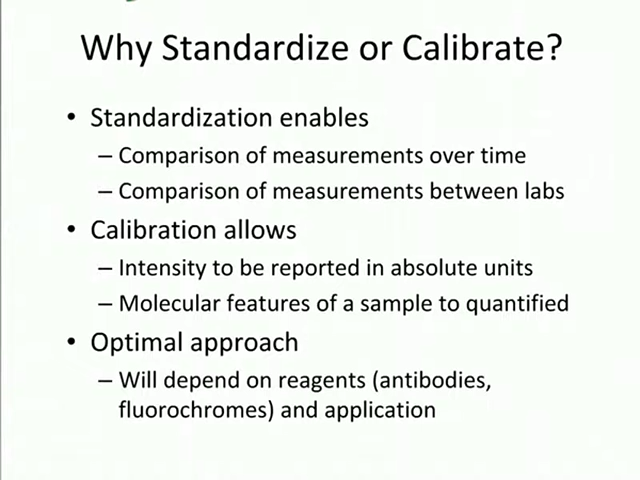 Why Standardize or Calibrate?
• Standardization enables
– Comparison of measurements over time
– Comparison of measurements between labs
• Calibration allows
– Intensity to be reported in absolute units
– Molecular features of a sample to quantified
• Optimal approach
– Will depend on reagents (antibodies,
fluorochromes) and application